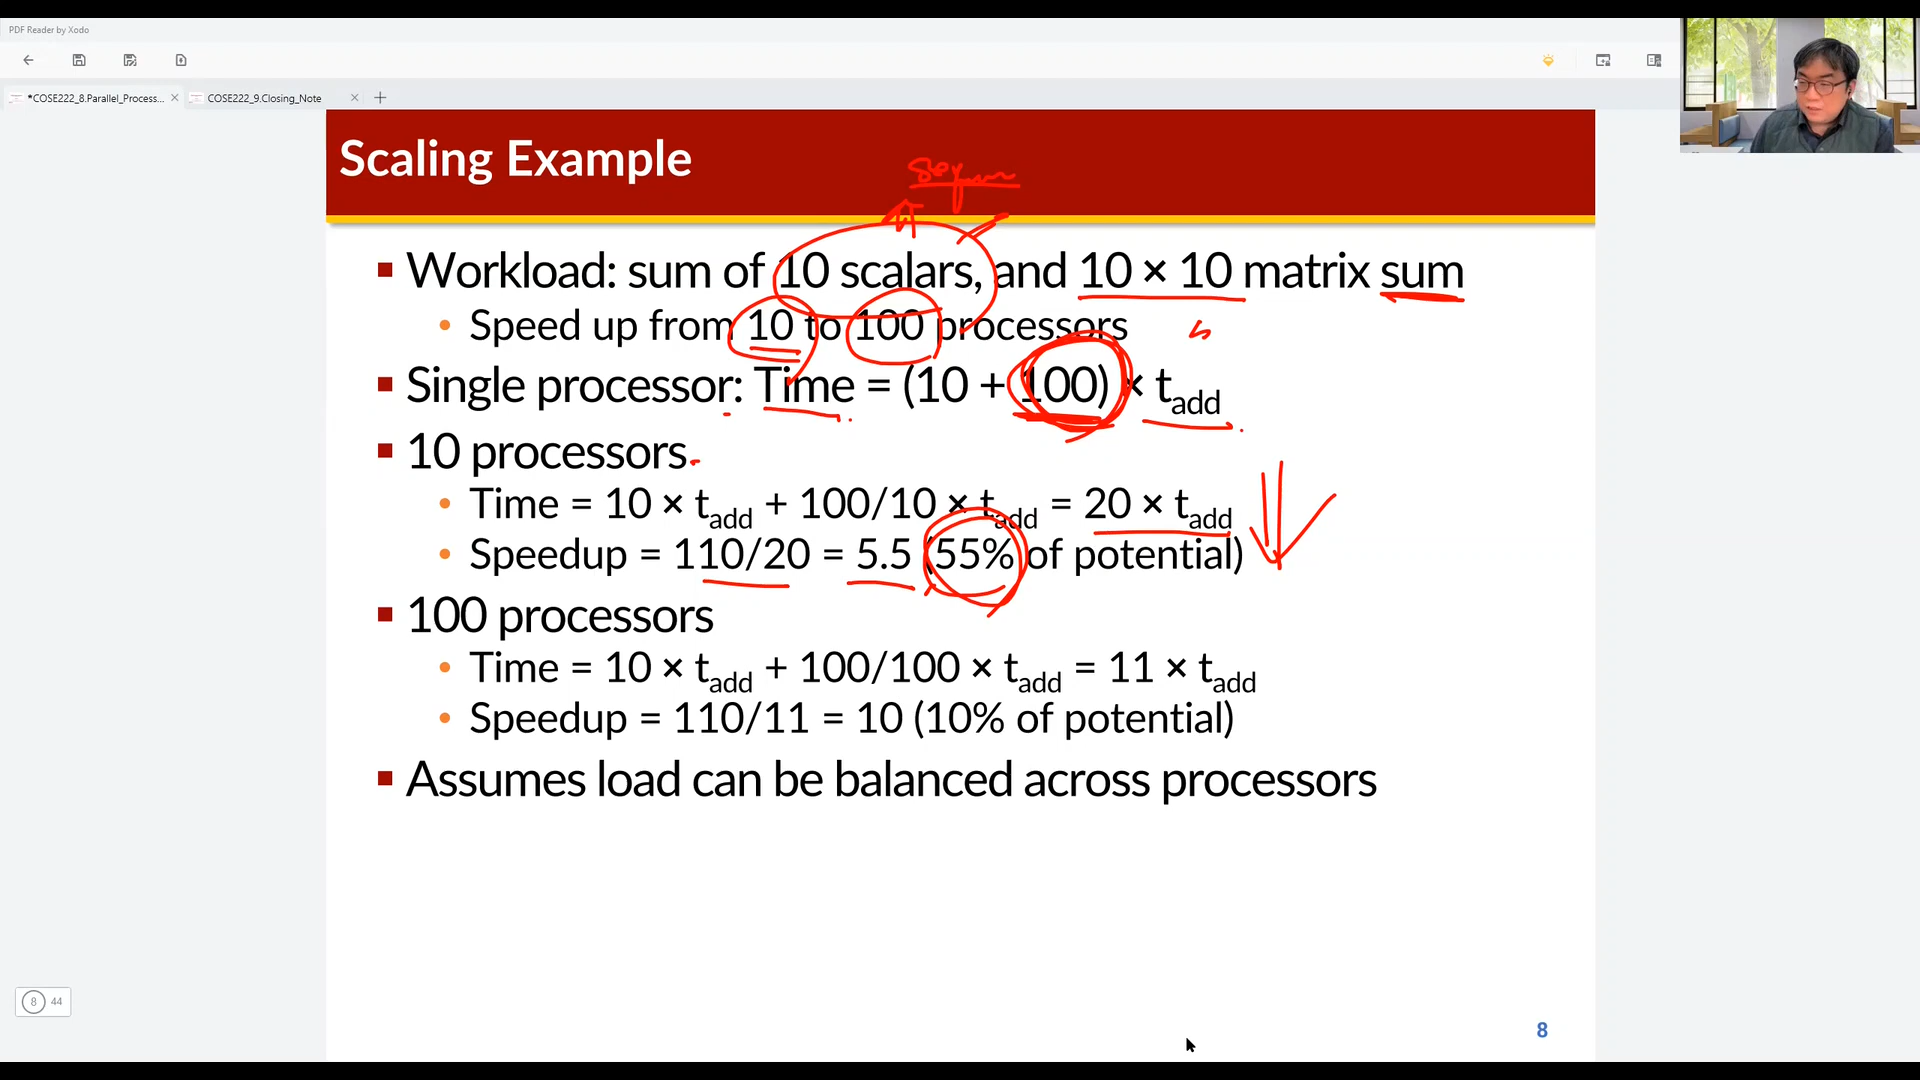 PDF Reader by Xodo
*COSE222_8.Parallel_Process... COSE222_9.Closing_Note
Scaling Example
Workload: sum of 10 scalars, and 10 × 10 matrix sum
Speed up from 10 to 100 processors
Single processor: Time = (10 + 100) × tadd
10 processors
Time = 10 × tadd + 100/10 × tadd = 20 × tadd
Speedup = 110/20 = 5.5 (55% of potential)
100 processors
Time = 10 × tadd + 100/100 × tadd = 11 × tadd
Speedup = 110/11 = 10 (10% of potential)
Assumes load can be balanced across processors
8 44
8